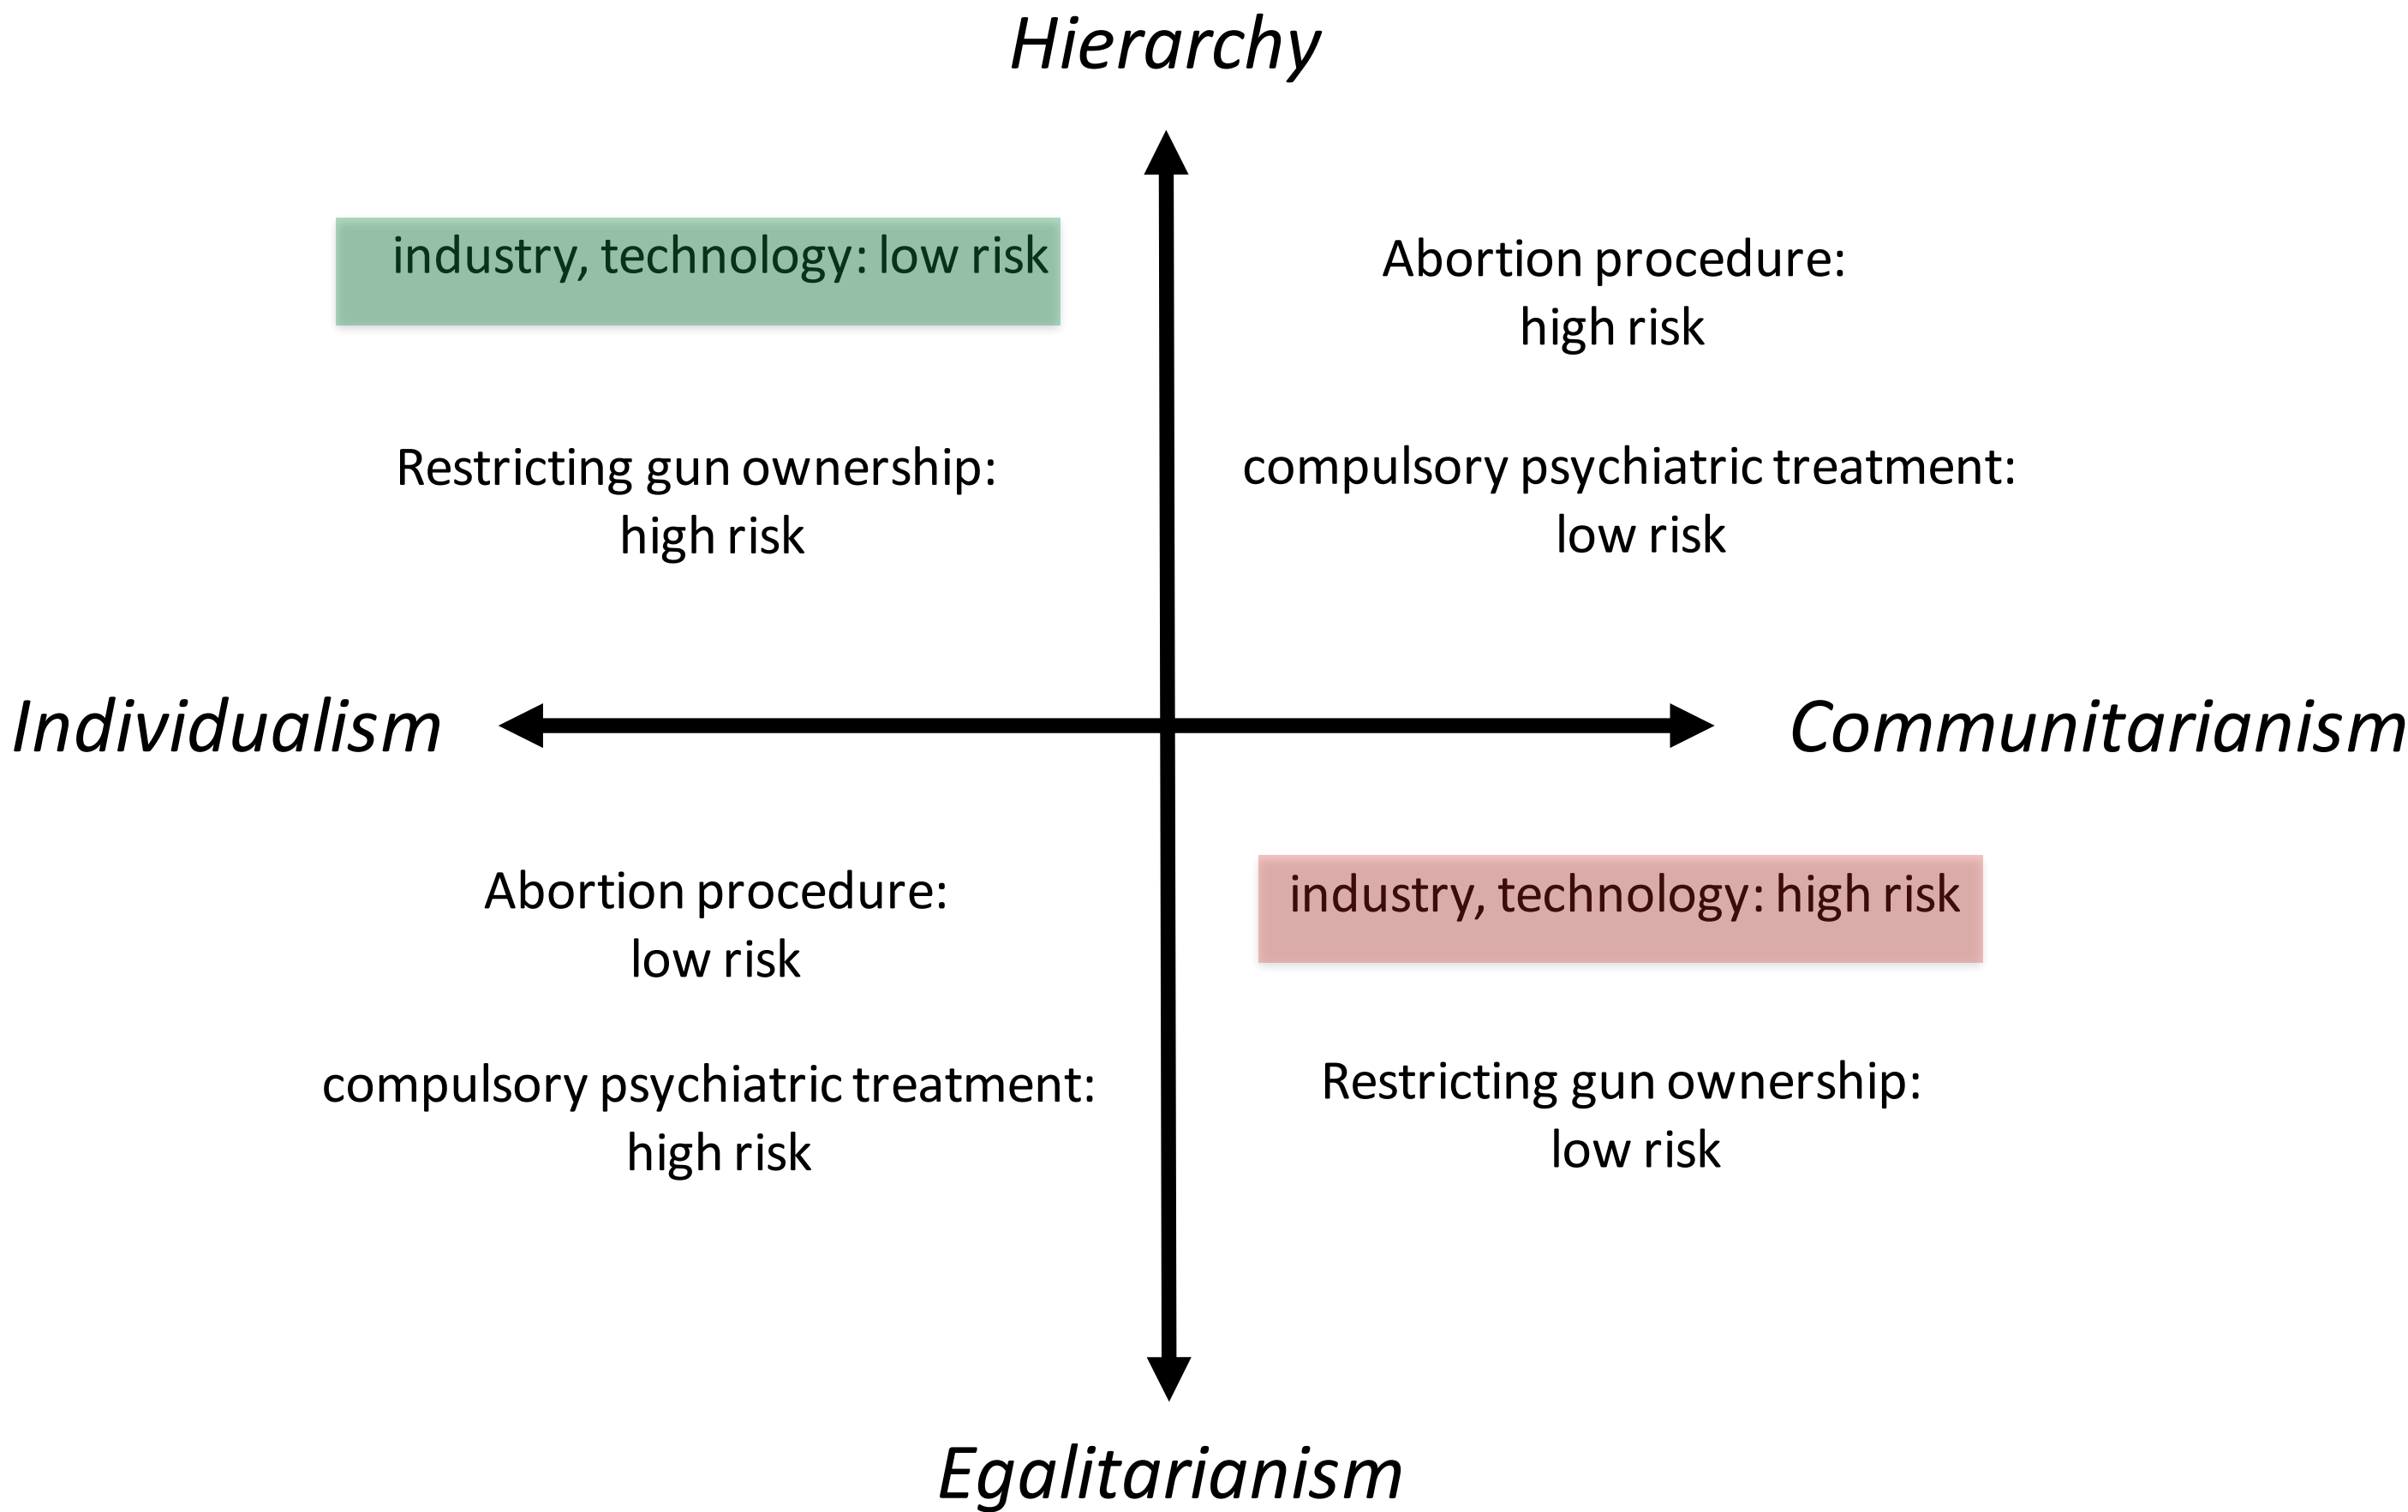 Hierarchy
industry, technology: low risk
Abortion procedure:
high risk
Restricting gun ownership:
high risk
compulsory psychiatric treatment:
low risk
Individualism
Communitarianism
Abortion procedure:
low risk
industry, technology: high risk
compulsory psychiatric treatment:
high risk
Restricting gun ownership:
low risk
Egalitarianism